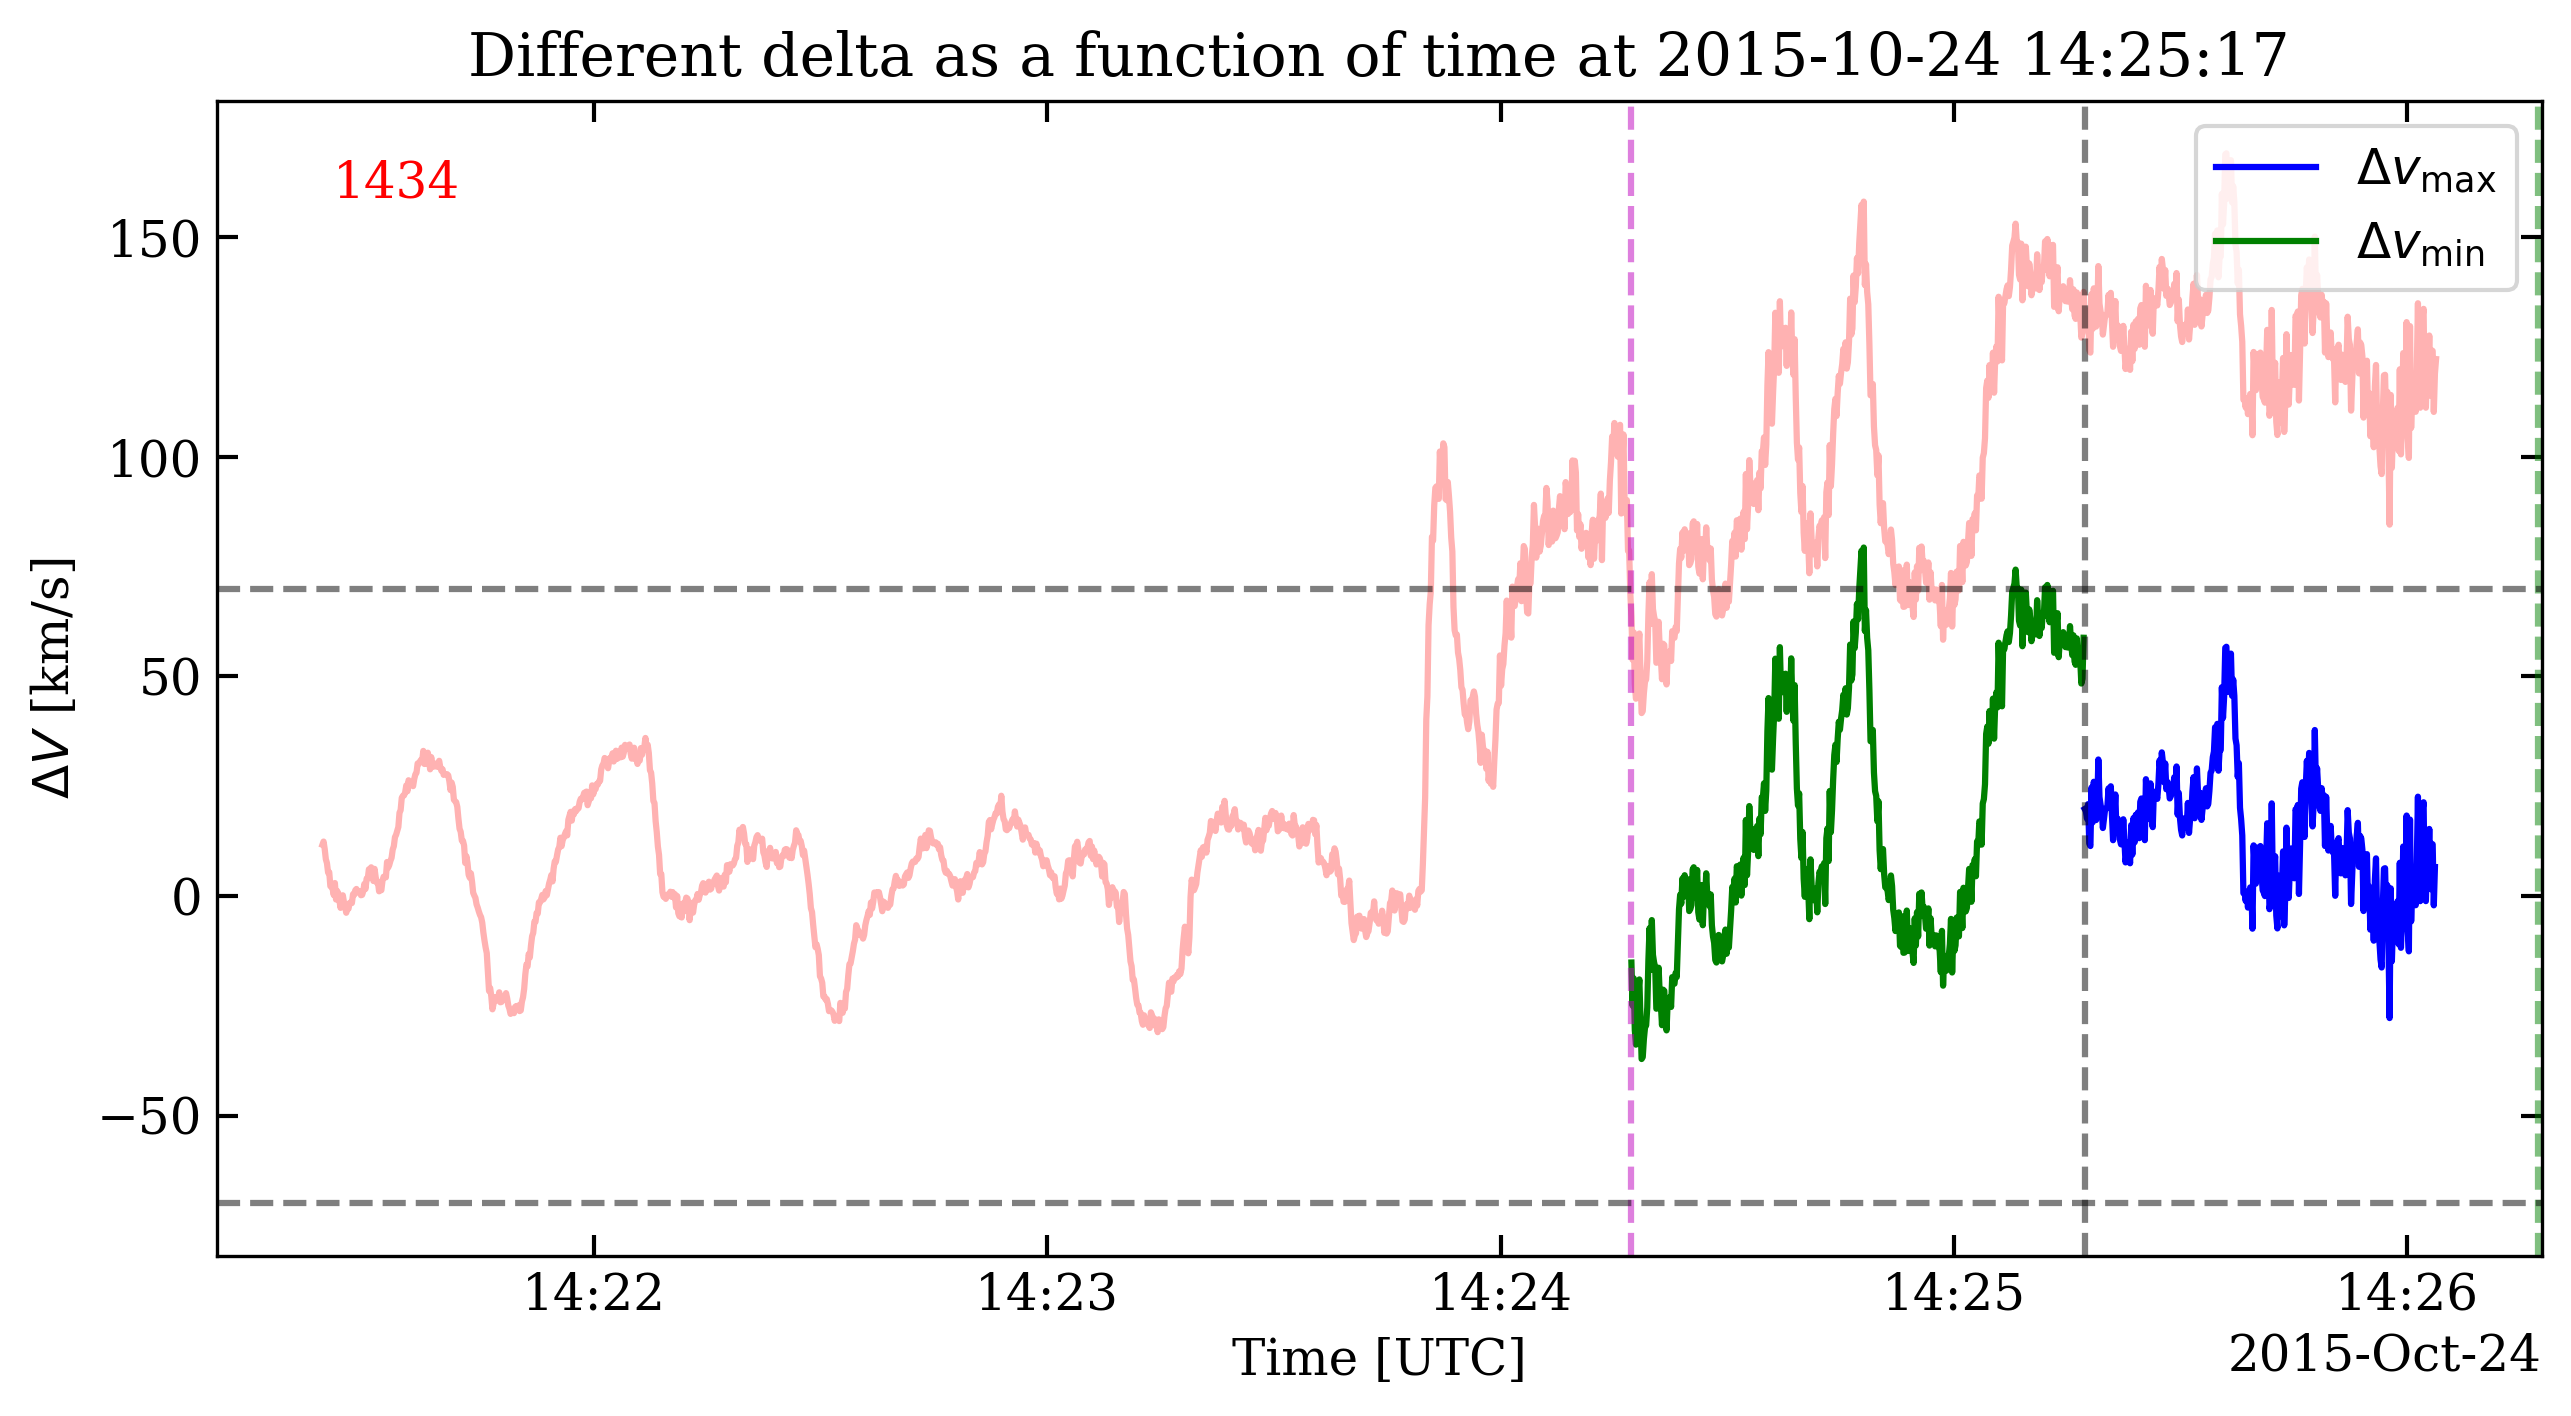 Different delta as a function of time at 2015-10-24 14:25:17
1434
Δv_max
Δv_min
150
100
50
0
−50
ΔV [km/s]
14:22 14:23 14:24 14:25 14:26
Time [UTC]
2015-Oct-24